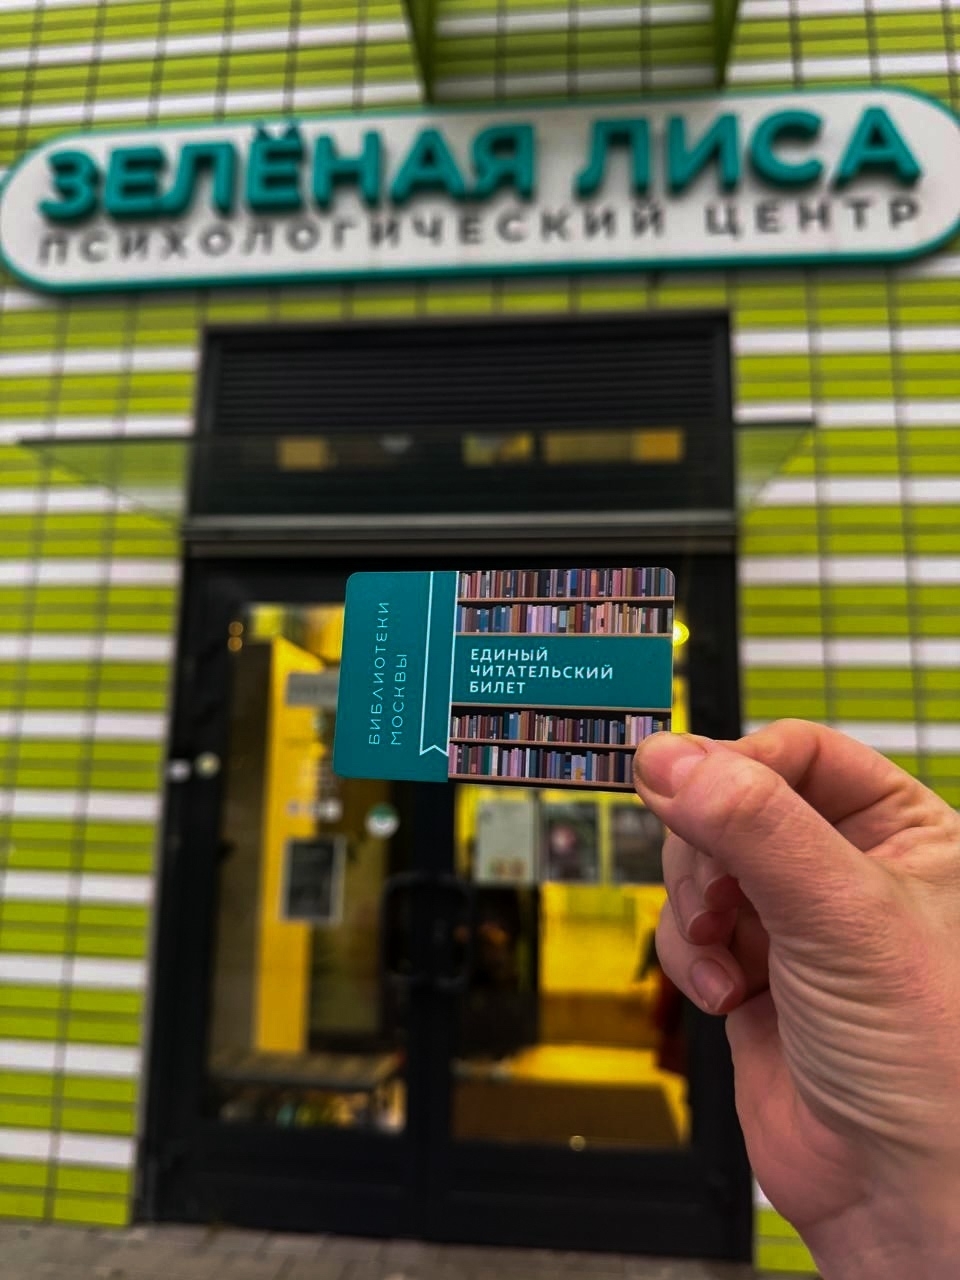 ЗЕЛЁНАЯ ЛИСА
ПСИХОЛОГИЧЕСКИЙ ЦЕНТР
БИБЛИОТЕКИ
МОСКВЫ
ЕДИНЫЙ
ЧИТАТЕЛЬСКИЙ
БИЛЕТ